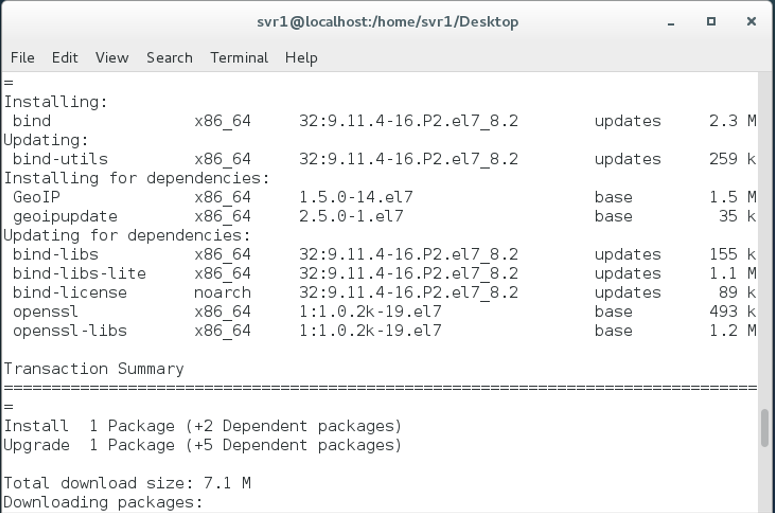 svr1@localhost:/home/svr1/Desktop
File Edit View Search Terminal Help
=
Installing:
bind x86_64 32:9.11.4-16.P2.el7_8.2 updates 2.3 M
Updating:
bind-utils x86_64 32:9.11.4-16.P2.el7_8.2 updates 259 k
Installing for dependencies:
GeoIP x86_64 1.5.0-14.el7 base 1.5 M
geoipupdate x86_64 2.5.0-1.el7 base 35 k
Updating for dependencies:
bind-libs x86_64 32:9.11.4-16.P2.el7_8.2 updates 155 k
bind-libs-lite x86_64 32:9.11.4-16.P2.el7_8.2 updates 1.1 M
bind-license noarch 32:9.11.4-16.P2.el7_8.2 updates 89 k
openssl x86_64 1:1.0.2k-19.el7 base 493 k
openssl-libs x86_64 1:1.0.2k-19.el7 base 1.2 M
Transaction Summary
===============================================================================
=
Install 1 Package (+2 Dependent packages)
Upgrade 1 Package (+5 Dependent packages)
Total download size: 7.1 M
Downloading packages: